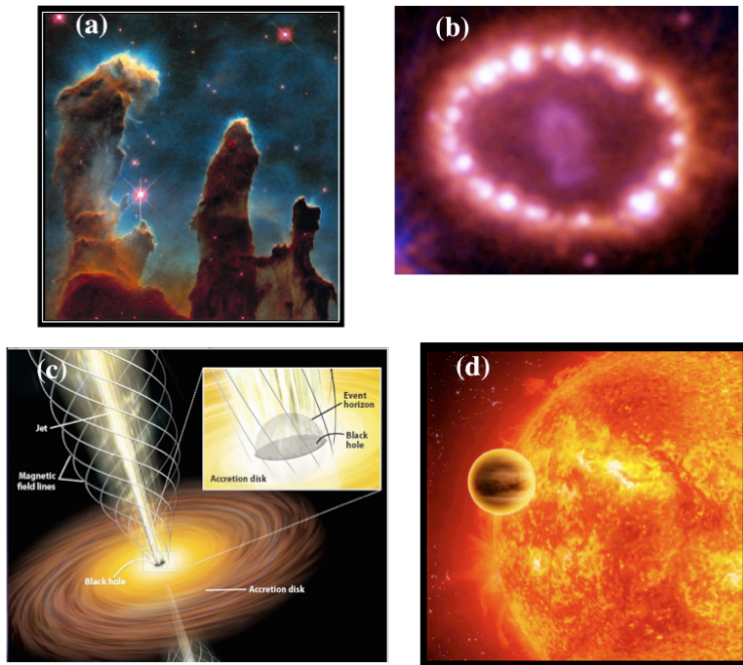 (a)
(b)
(c)
Jet
Magnetic
field lines
Black hole
Accretion disk
Event
horizon
Black
hole
Accretion disk
(d)